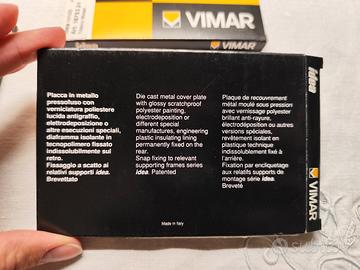 VIMAR
idea
Placca in metallo
pressofuso con
verniciatura poliestere
lucida antigraffio,
elettrodeposizione o
altre esecuzioni speciali,
diaframma isolante in
tecnopolimero fissato
indissolubilmente sul
retro.
Fissaggio a scatto ai
relativi supporti idea.
Brevettato
Die cast metal cover plate
with glossy scratchproof
polyester painting,
electrodeposition or
different special
manufactures, engineering
plastic insulating lining
permanently fixed on the
rear.
Snap fixing to relevant
supporting frames series
idea. Patented
Plaque de recouvrement
métal moulé sous pression
avec vernissage polyester
brillant anti-rayure,
électrodéposition ou autres
versions spéciales,
revêtement isolant en
plastique technique
indissolublement fixé à
l'arrière.
Fixation par encliquetage
aux relatifs supports de
montage série idea.
Breveté
Made in Italy
idea
VIMAR
subito